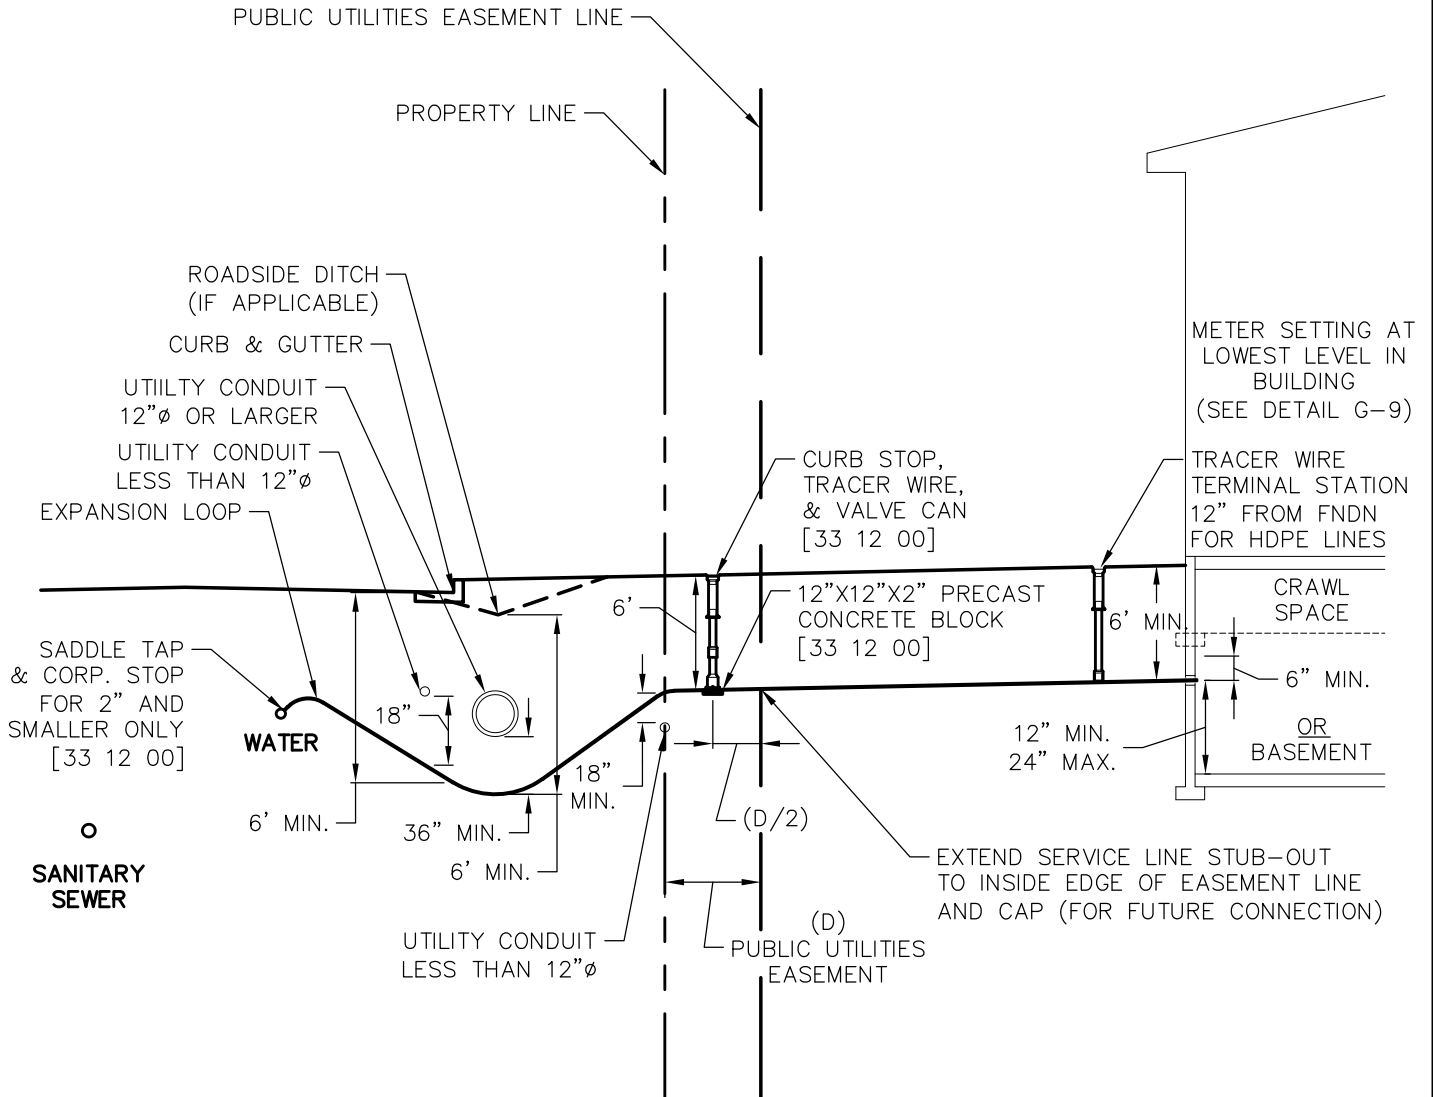 PUBLIC UTILITIES EASEMENT LINE
PROPERTY LINE
ROADSIDE DITCH
(IF APPLICABLE)
CURB & GUTTER
UTIILTY CONDUIT
12"ø OR LARGER
UTILITY CONDUIT
LESS THAN 12"ø
EXPANSION LOOP
SADDLE TAP
& CORP. STOP
FOR 2" AND
SMALLER ONLY
[33 12 00]
WATER
SANITARY
SEWER
6' MIN.
18"
36" MIN.
6' MIN.
18"
MIN.
6'
UTILITY CONDUIT
LESS THAN 12"ø
CURB STOP,
TRACER WIRE,
& VALVE CAN
[33 12 00]
12"X12"X2" PRECAST
CONCRETE BLOCK
[33 12 00]
(D/2)
(D)
PUBLIC UTILITIES
EASEMENT
EXTEND SERVICE LINE STUB-OUT
TO INSIDE EDGE OF EASEMENT LINE
AND CAP (FOR FUTURE CONNECTION)
METER SETTING AT
LOWEST LEVEL IN
BUILDING
(SEE DETAIL G-9)
TRACER WIRE
TERMINAL STATION
12" FROM FNDN
FOR HDPE LINES
6' MIN.
CRAWL
SPACE
6" MIN.
12" MIN.
24" MAX.
OR
BASEMENT